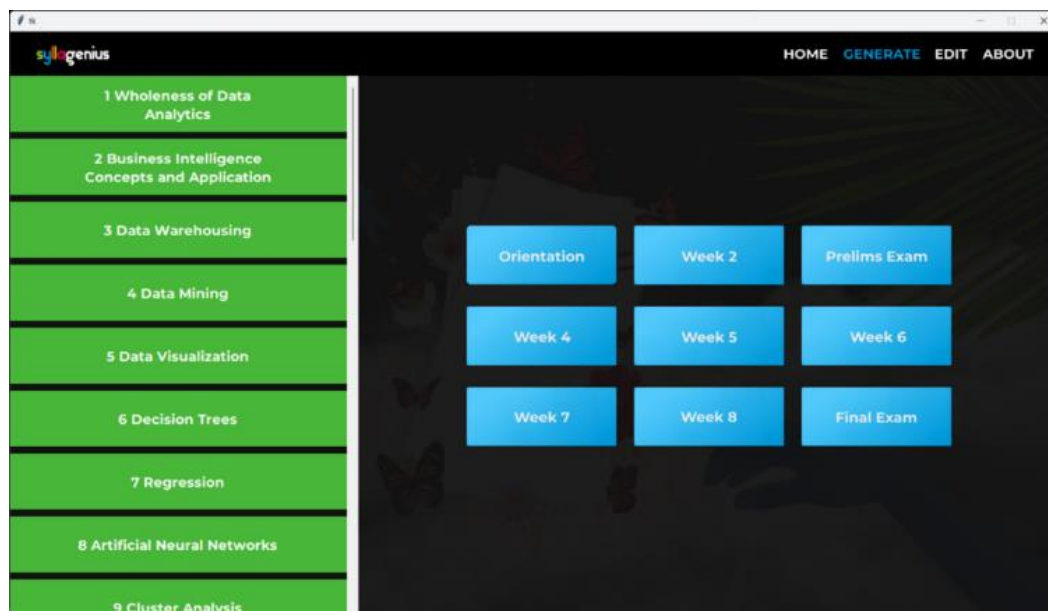 tk
syllogenius
HOME GENERATE EDIT ABOUT
1 Wholeness of Data
Analytics
2 Business Intelligence
Concepts and Application
3 Data Warehousing
4 Data Mining
5 Data Visualization
6 Decision Trees
7 Regression
8 Artificial Neural Networks
9 Cluster Analysis
Orientation Week 2 Prelims Exam
Week 4 Week 5 Week 6
Week 7 Week 8 Final Exam